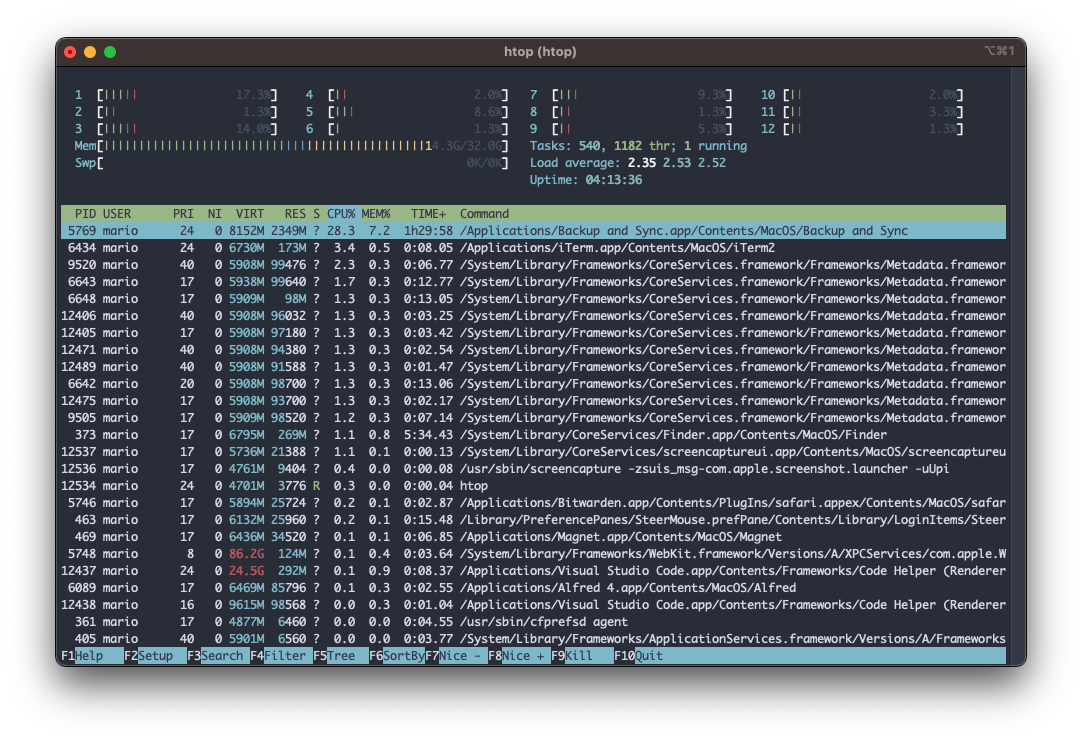 htop (htop)
⌥⌘1
1 [||||| 17.3%] 4 [||| 2.0%] 7 [|||| 9.3%] 10 [|| 2.0%]
2 [|| 1.3%] 5 [|||| 8.6%] 8 [|| 1.3%] 11 [|| 3.3%]
3 [||||| 14.0%] 6 [| 1.3%] 9 [|| 5.3%] 12 [|| 1.3%]
Mem[||||||||||||||||||||||||||||||||||||||||||||||14.3G/32.0G] Tasks: 540, 1182 thr; 1 running
Swp[ 0K/0K] Load average: 2.35 2.53 2.52
Uptime: 04:13:36
PID USER PRI NI VIRT RES S CPU% MEM% TIME+ Command
5769 mario 24 0 8152M 2349M ? 28.3 7.2 1h29:58 /Applications/Backup and Sync.app/Contents/MacOS/Backup and Sync
6434 mario 24 0 6730M 173M ? 3.4 0.5 0:08.05 /Applications/iTerm.app/Contents/MacOS/iTerm2
9520 mario 40 0 5908M 99476 ? 2.3 0.3 0:06.77 /System/Library/Frameworks/CoreServices.framework/Frameworks/Metadata.framewor
6643 mario 17 0 5938M 99640 ? 1.7 0.3 0:12.77 /System/Library/Frameworks/CoreServices.framework/Frameworks/Metadata.framewor
6648 mario 17 0 5909M 98M ? 1.3 0.3 0:13.05 /System/Library/Frameworks/CoreServices.framework/Frameworks/Metadata.framewor
12406 mario 40 0 5908M 96032 ? 1.3 0.3 0:03.25 /System/Library/Frameworks/CoreServices.framework/Frameworks/Metadata.framewor
12405 mario 17 0 5908M 97180 ? 1.3 0.3 0:03.42 /System/Library/Frameworks/CoreServices.framework/Frameworks/Metadata.framewor
12471 mario 40 0 5908M 94380 ? 1.3 0.3 0:02.54 /System/Library/Frameworks/CoreServices.framework/Frameworks/Metadata.framewor
12489 mario 40 0 5908M 91588 ? 1.3 0.3 0:01.47 /System/Library/Frameworks/CoreServices.framework/Frameworks/Metadata.framewor
6642 mario 20 0 5908M 98700 ? 1.3 0.3 0:13.06 /System/Library/Frameworks/CoreServices.framework/Frameworks/Metadata.framewor
12475 mario 17 0 5908M 93700 ? 1.3 0.3 0:02.17 /System/Library/Frameworks/CoreServices.framework/Frameworks/Metadata.framewor
9505 mario 17 0 5909M 98520 ? 1.2 0.3 0:07.14 /System/Library/Frameworks/CoreServices.framework/Frameworks/Metadata.framewor
373 mario 17 0 6795M 269M ? 1.1 0.8 5:34.43 /System/Library/CoreServices/Finder.app/Contents/MacOS/Finder
12537 mario 17 0 5736M 21388 ? 1.1 0.1 0:00.13 /System/Library/CoreServices/screencaptureui.app/Contents/MacOS/screencaptureu
12536 mario 17 0 4761M 9404 ? 0.4 0.0 0:00.08 /usr/sbin/screencapture -zsuis_msg-com.apple.screenshot.launcher -uUpi
12534 mario 24 0 4701M 3776 R 0.3 0.0 0:00.04 htop
5746 mario 17 0 5894M 25724 ? 0.2 0.1 0:02.87 /Applications/Bitwarden.app/Contents/PlugIns/safari.appex/Contents/MacOS/safar
463 mario 17 0 6132M 25960 ? 0.2 0.1 0:15.48 /Library/PreferencePanes/SteerMouse.prefPane/Contents/Library/LoginItems/Steer
469 mario 17 0 6436M 34520 ? 0.1 0.1 0:06.85 /Applications/Magnet.app/Contents/MacOS/Magnet
5748 mario 8 0 86.2G 124M ? 0.1 0.4 0:03.64 /System/Library/Frameworks/WebKit.framework/Versions/A/XPCServices/com.apple.W
12437 mario 24 0 24.5G 292M ? 0.1 0.9 0:08.37 /Applications/Visual Studio Code.app/Contents/Frameworks/Code Helper (Renderer
6089 mario 17 0 6469M 85796 ? 0.1 0.3 0:02.55 /Applications/Alfred 4.app/Contents/MacOS/Alfred
12438 mario 16 0 9615M 98568 ? 0.0 0.3 0:01.04 /Applications/Visual Studio Code.app/Contents/Frameworks/Code Helper (Renderer
361 mario 17 0 4877M 6460 ? 0.0 0.0 0:04.55 /usr/sbin/cfprefsd agent
405 mario 40 0 5901M 6560 ? 0.0 0.0 0:03.77 /System/Library/Frameworks/ApplicationServices.framework/Versions/A/Frameworks
F1Help F2Setup F3Search F4Filter F5Tree F6SortBy F7Nice - F8Nice + F9Kill F10Quit